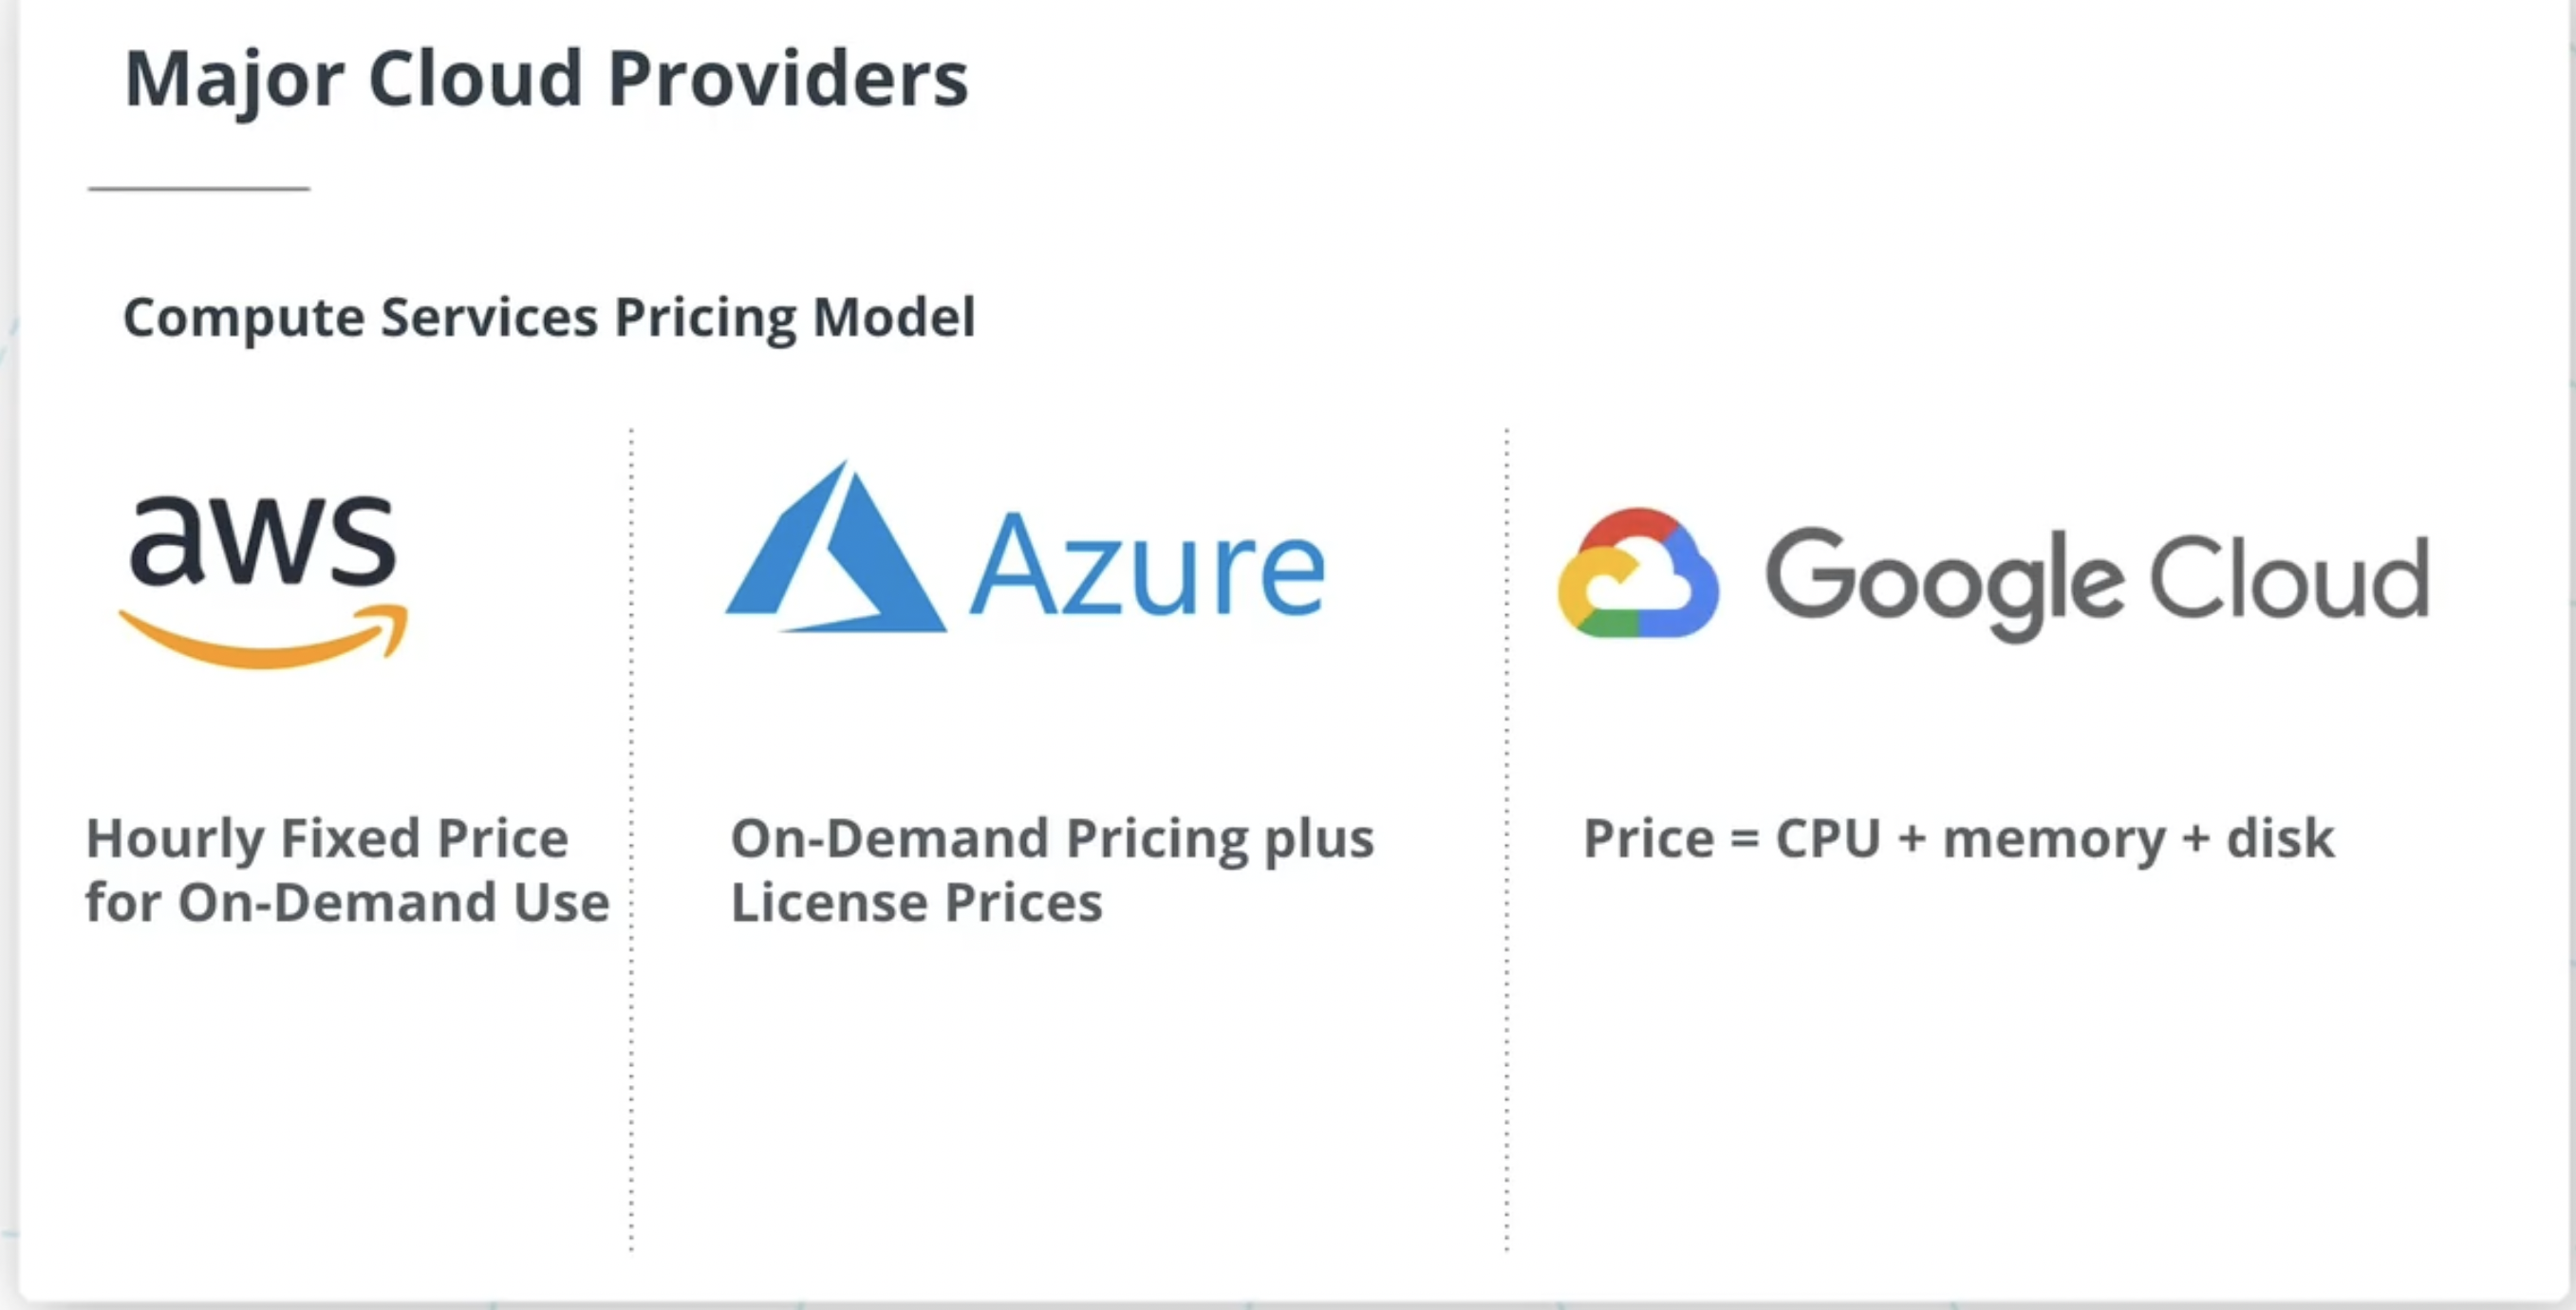 Major Cloud Providers
Compute Services Pricing Model
aws
Azure
Google Cloud
Hourly Fixed Price
for On-Demand Use
On-Demand Pricing plus
License Prices
Price = CPU + memory + disk